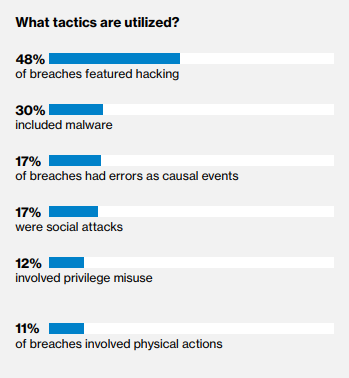 What tactics are utilized?
48%
of breaches featured hacking
30%
included malware
17%
of breaches had errors as causal events
17%
were social attacks
12%
involved privilege misuse
11%
of breaches involved physical actions